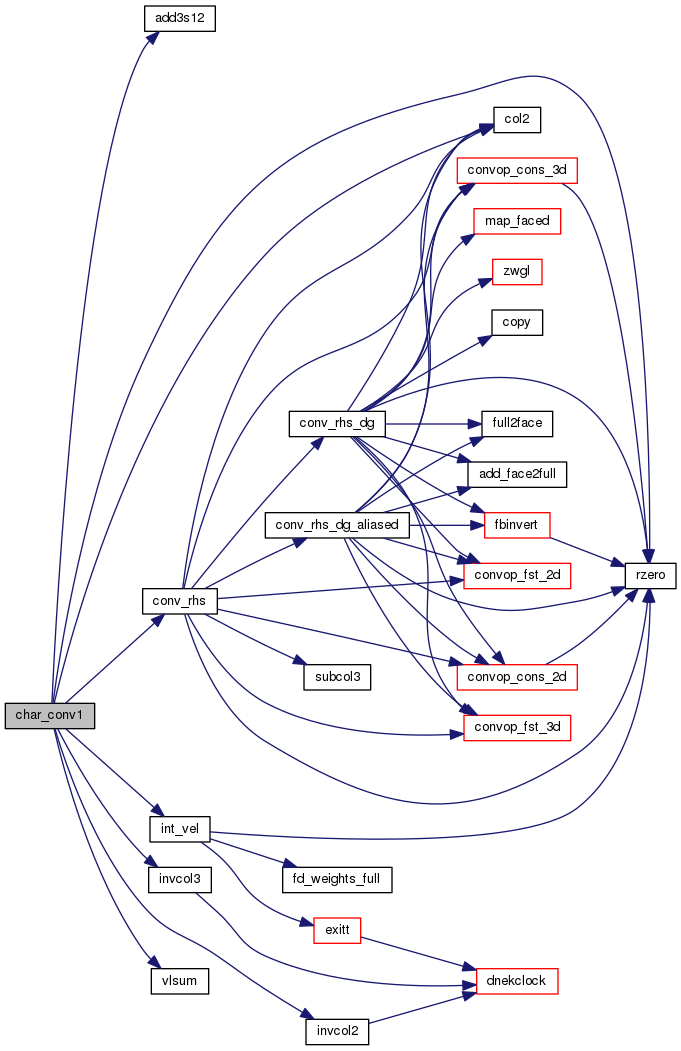 add3s12
col2
convop_cons_3d
map_faced
zwgl
copy
conv_rhs_dg
full2face
add_face2full
conv_rhs_dg_aliased
fbinvert
convop_fst_2d
rzero
conv_rhs
subcol3
convop_cons_2d
char_conv1
convop_fst_3d
int_vel
invcol3
fd_weights_full
exitt
vlsum
dnekclock
invcol2